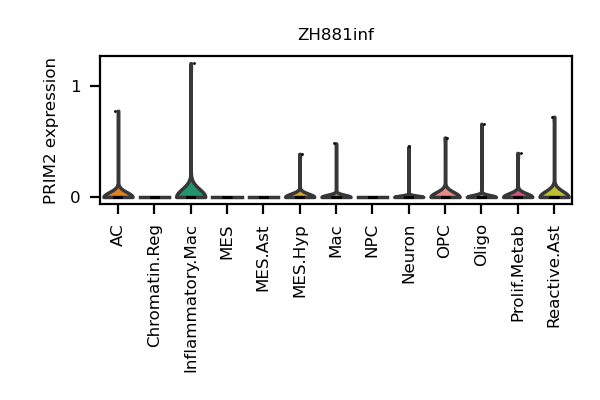 ZH881inf
PRIM2 expression
1
0
AC
Chromatin.Reg
Inflammatory.Mac
MES
MES.Ast
MES.Hyp
Mac
NPC
Neuron
OPC
Oligo
Prolif.Metab
Reactive.Ast